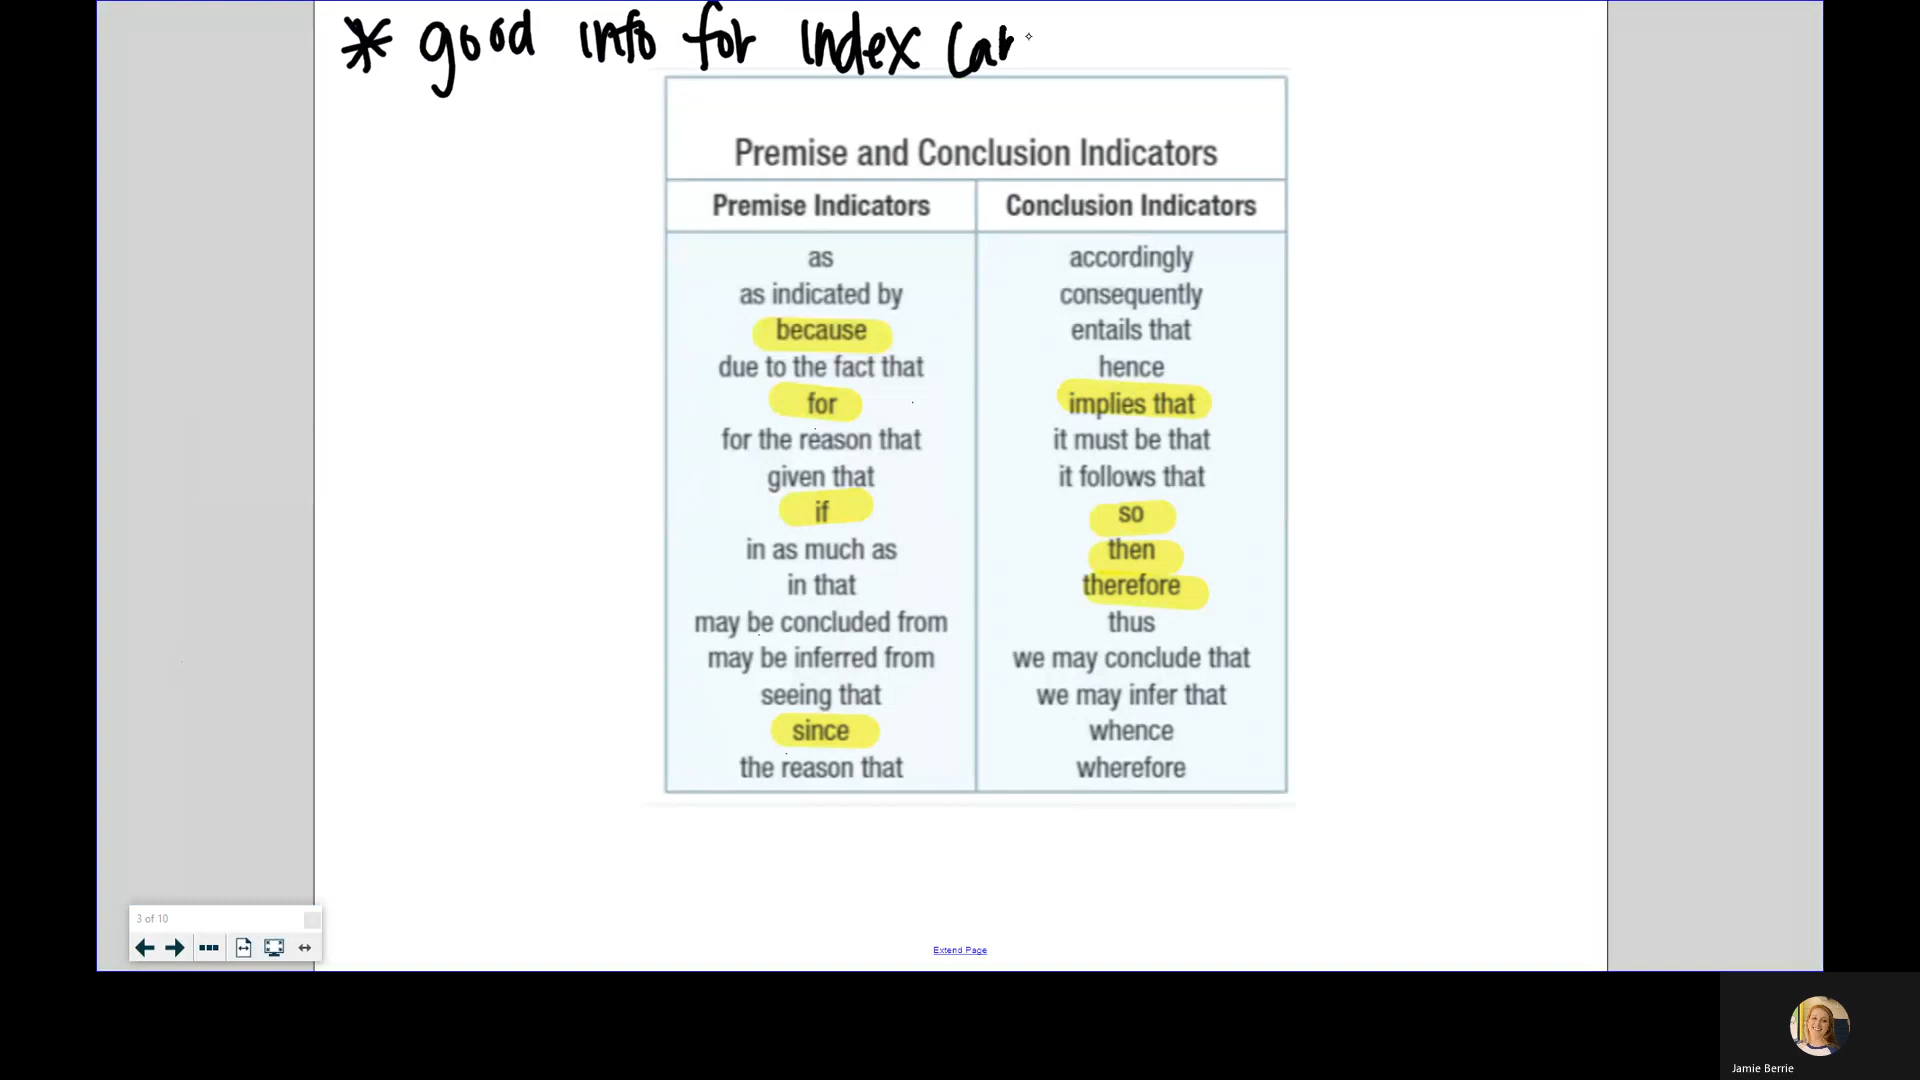 * good info for index car
Premise and Conclusion Indicators
Premise Indicators Conclusion Indicators
as accordingly
as indicated by consequently
because entails that
due to the fact that hence
for implies that
for the reason that it must be that
given that it follows that
if so
in as much as then
in that therefore
may be concluded from thus
may be inferred from we may conclude that
seeing that we may infer that
since whence
the reason that wherefore
3 of 10
Extend Page
Jamie Berrie